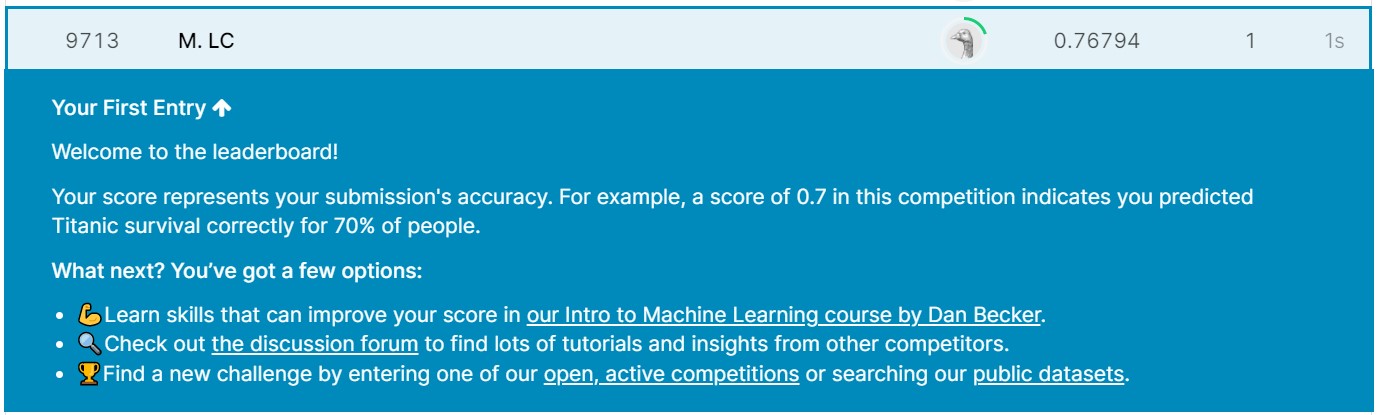 9713 M. LC 0.76794 1 1s
Your First Entry ↑
Welcome to the leaderboard!
Your score represents your submission's accuracy. For example, a score of 0.7 in this competition indicates you predicted
Titanic survival correctly for 70% of people.
What next? You’ve got a few options:
• 💪Learn skills that can improve your score in our Intro to Machine Learning course by Dan Becker.
• 🔍Check out the discussion forum to find lots of tutorials and insights from other competitors.
• 🏆Find a new challenge by entering one of our open, active competitions or searching our public datasets.